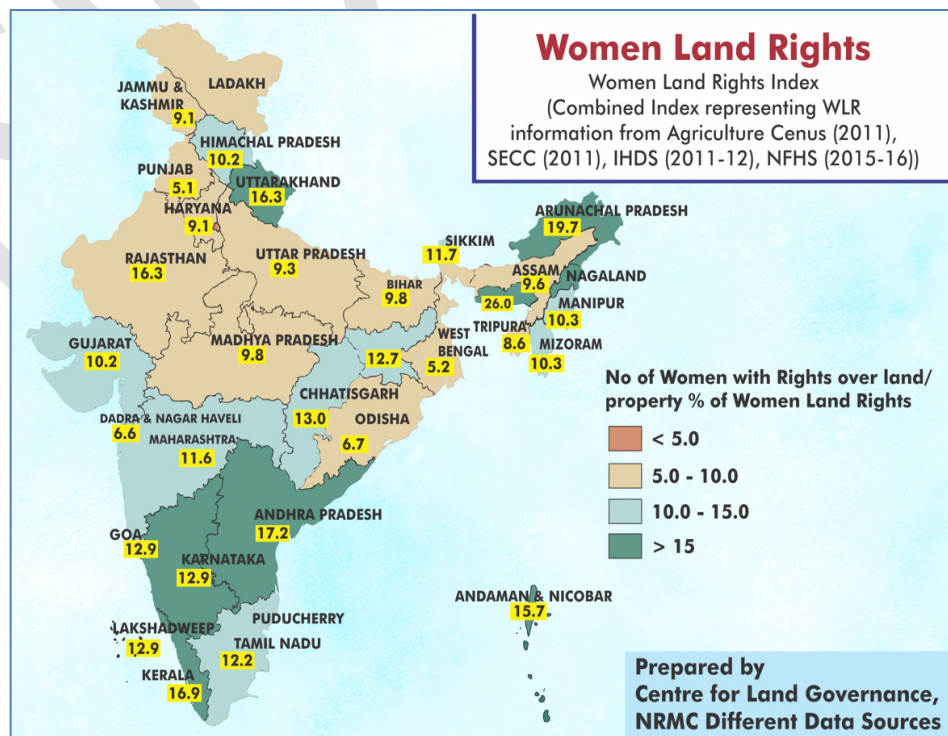 Women Land Rights
Women Land Rights Index
(Combined Index representing WLR
information from Agriculture Cenus (2011),
SECC (2011), IHDS (2011-12), NFHS (2015-16))
LADAKH
JAMMU &
KASHMIR
9.1
HIMACHAL PRADESH
10.2
PUNJAB
5.1
UTTARAKHAND
16.3
HARYANA
9.1
ARUNACHAL PRADESH
19.7
SIKKIM
11.7
RAJASTHAN
16.3
UTTAR PRADESH
9.3
ASSAM
9.6
NAGALAND
BIHAR
9.8
26.0
MANIPUR
10.3
TRIPURA
8.6
MIZORAM
10.3
GUJARAT
10.2
MADHYA PRADESH
9.8
12.7
WEST
BENGAL
5.2
CHHATISGARH
13.0
ODISHA
6.7
DADRA & NAGAR HAVELI
6.6
MAHARASHTRA
11.6
No of Women with Rights over land/
property % of Women Land Rights
< 5.0
5.0 - 10.0
10.0 - 15.0
> 15
ANDHRA PRADESH
17.2
GOA
12.9
KARNATAKA
12.9
ANDAMAN & NICOBAR
15.7
PUDUCHERRY
LAKSHADWEEP
12.9
TAMIL NADU
12.2
KERALA
16.9
Prepared by
Centre for Land Governance,
NRMC Different Data Sources